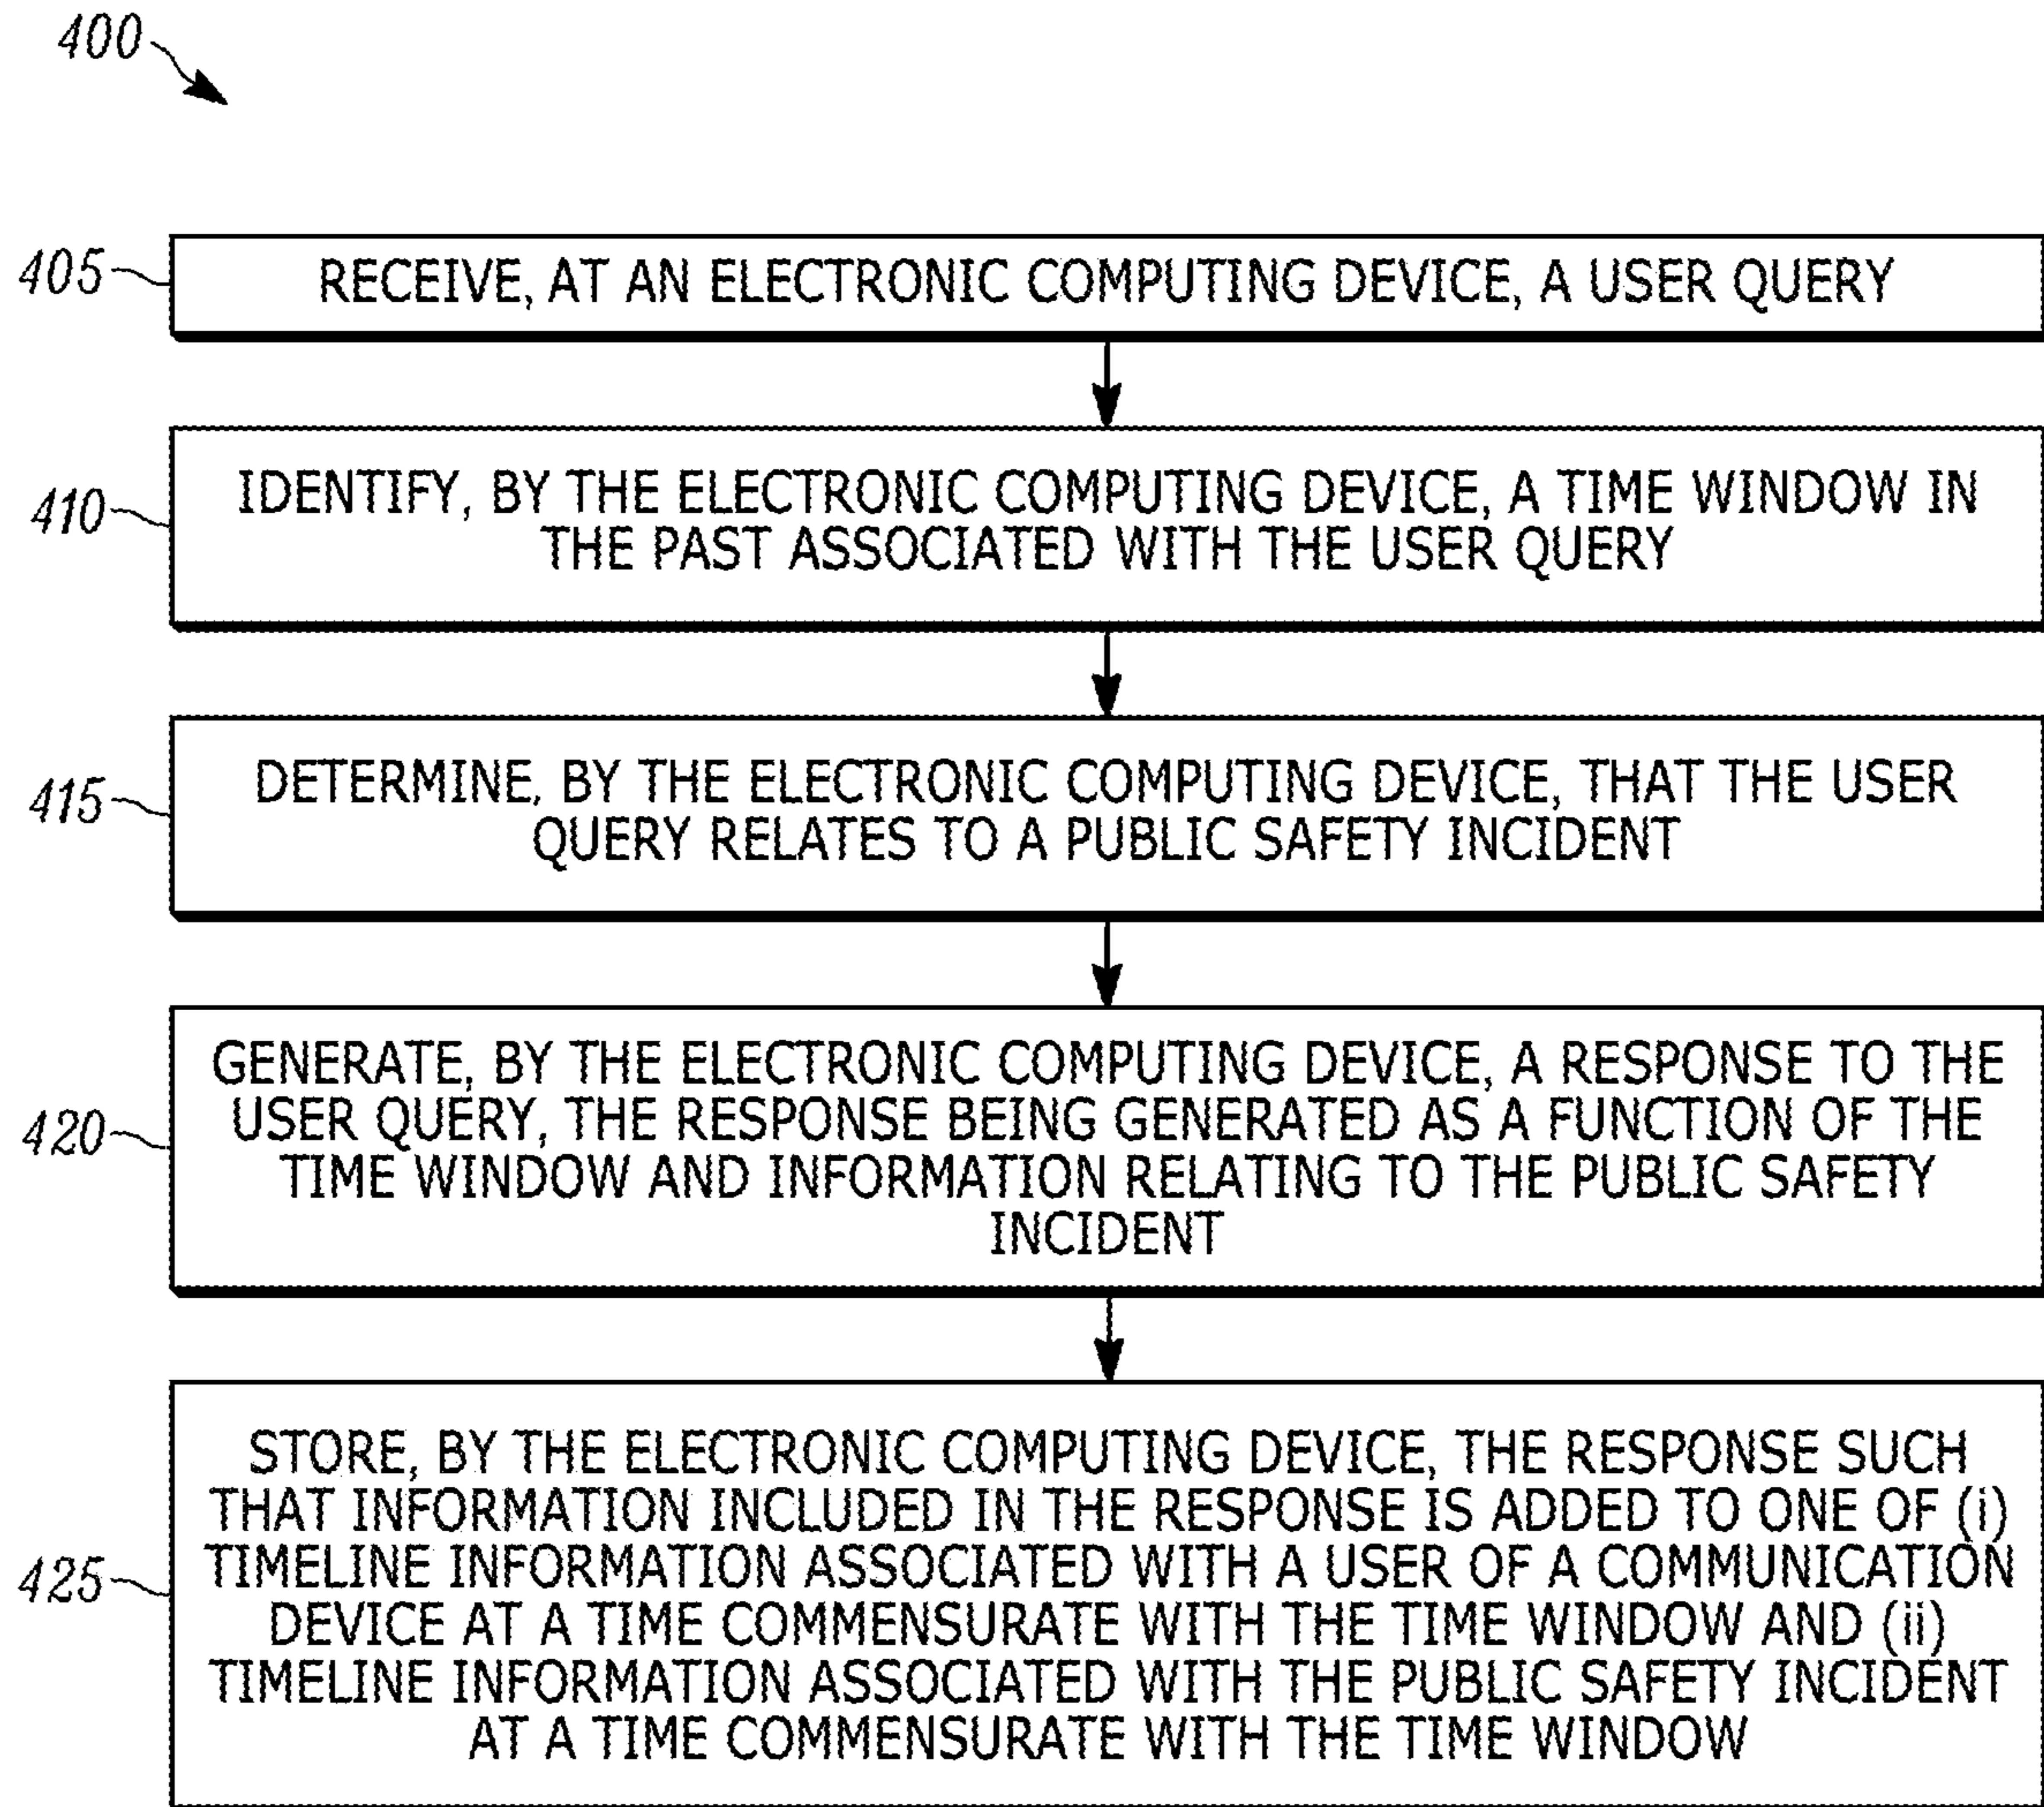 400
405
RECEIVE, AT AN ELECTRONIC COMPUTING DEVICE, A USER QUERY
410
IDENTIFY, BY THE ELECTRONIC COMPUTING DEVICE, A TIME WINDOW IN
THE PAST ASSOCIATED WITH THE USER QUERY
415
DETERMINE, BY THE ELECTRONIC COMPUTING DEVICE, THAT THE USER
QUERY RELATES TO A PUBLIC SAFETY INCIDENT
420
GENERATE, BY THE ELECTRONIC COMPUTING DEVICE, A RESPONSE TO THE
USER QUERY, THE RESPONSE BEING GENERATED AS A FUNCTION OF THE
TIME WINDOW AND INFORMATION RELATING TO THE PUBLIC SAFETY
INCIDENT
425
STORE, BY THE ELECTRONIC COMPUTING DEVICE, THE RESPONSE SUCH
THAT INFORMATION INCLUDED IN THE RESPONSE IS ADDED TO ONE OF (i)
TIMELINE INFORMATION ASSOCIATED WITH A USER OF A COMMUNICATION
DEVICE AT A TIME COMMENSURATE WITH THE TIME WINDOW AND (ii)
TIMELINE INFORMATION ASSOCIATED WITH THE PUBLIC SAFETY INCIDENT
AT A TIME COMMENSURATE WITH THE TIME WINDOW